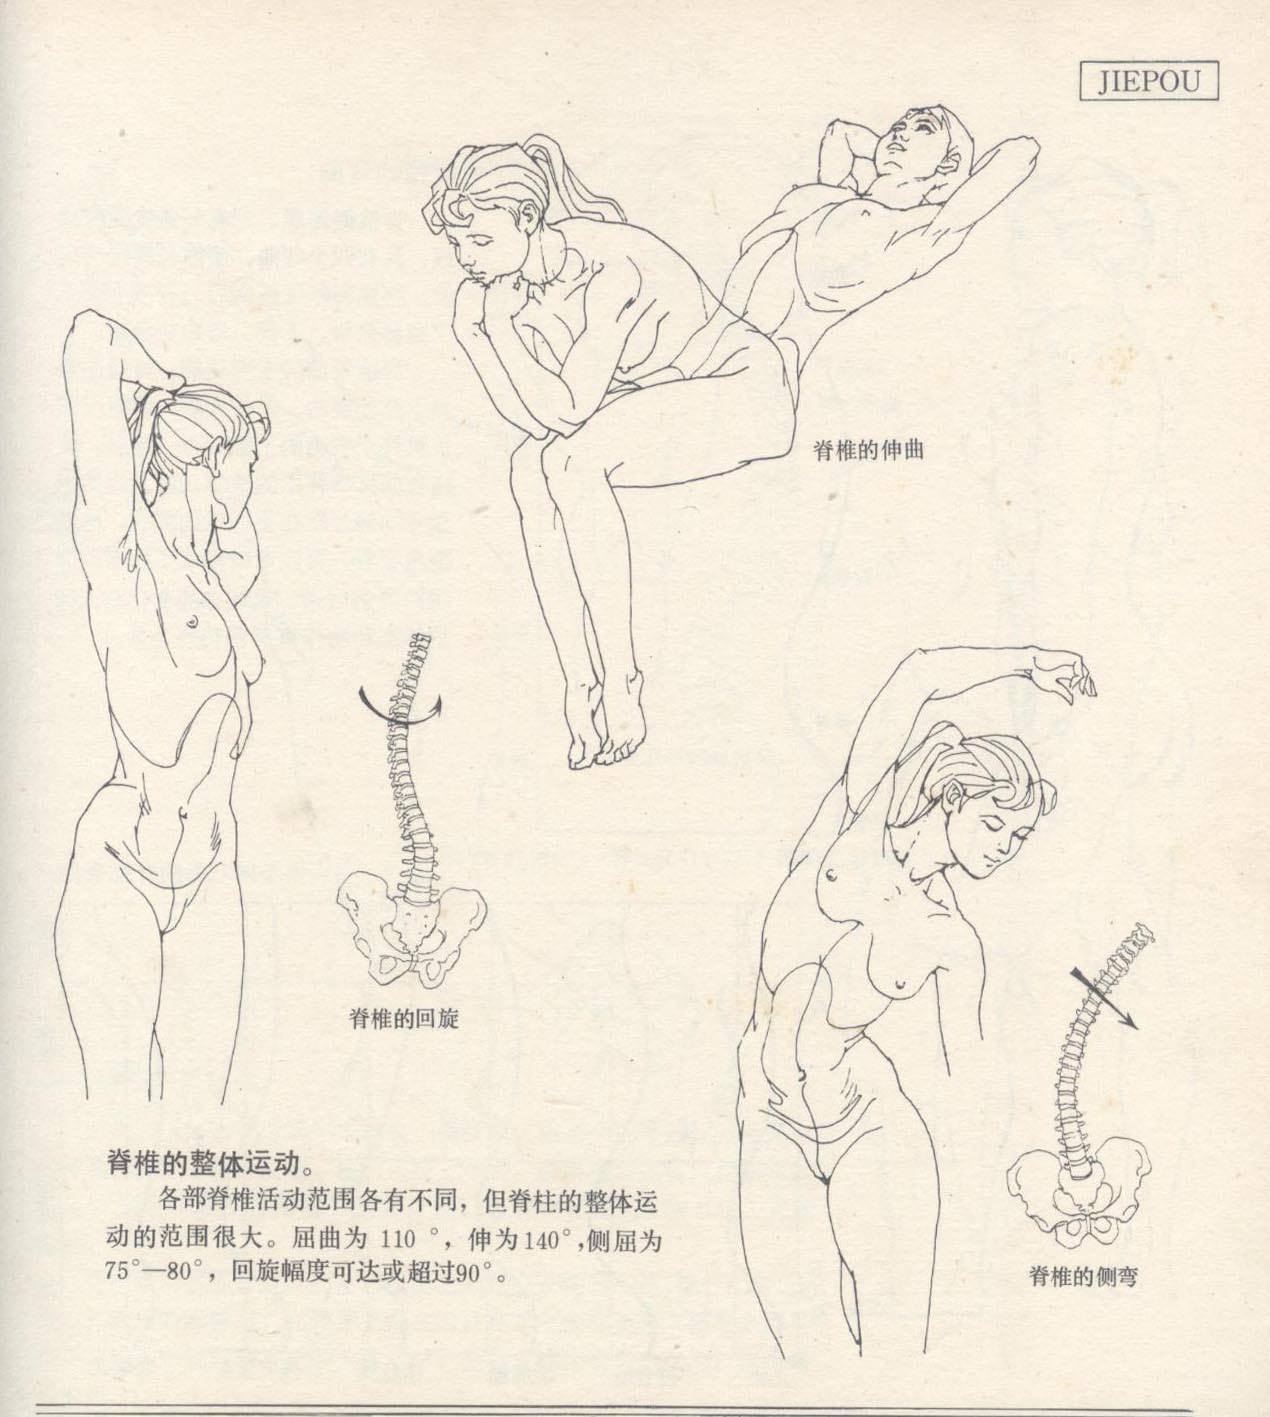 JIEPOU
脊椎的伸曲
脊椎的回旋
脊椎的侧弯
脊椎的整体运动。
各部脊椎活动范围各有不同，但脊柱的整体运
动的范围很大。屈曲为 110 °，伸为140°，侧屈为
75°—80°，回旋幅度可达或超过90°。